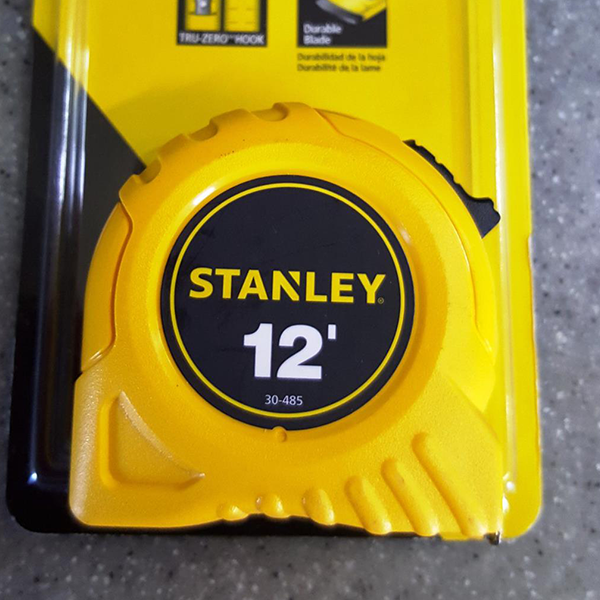 TRU-ZERO™ HOOK
Durable
Blade
Durabilidad de la hoja
Durabilité de la lame
STANLEY®
12'
30-485